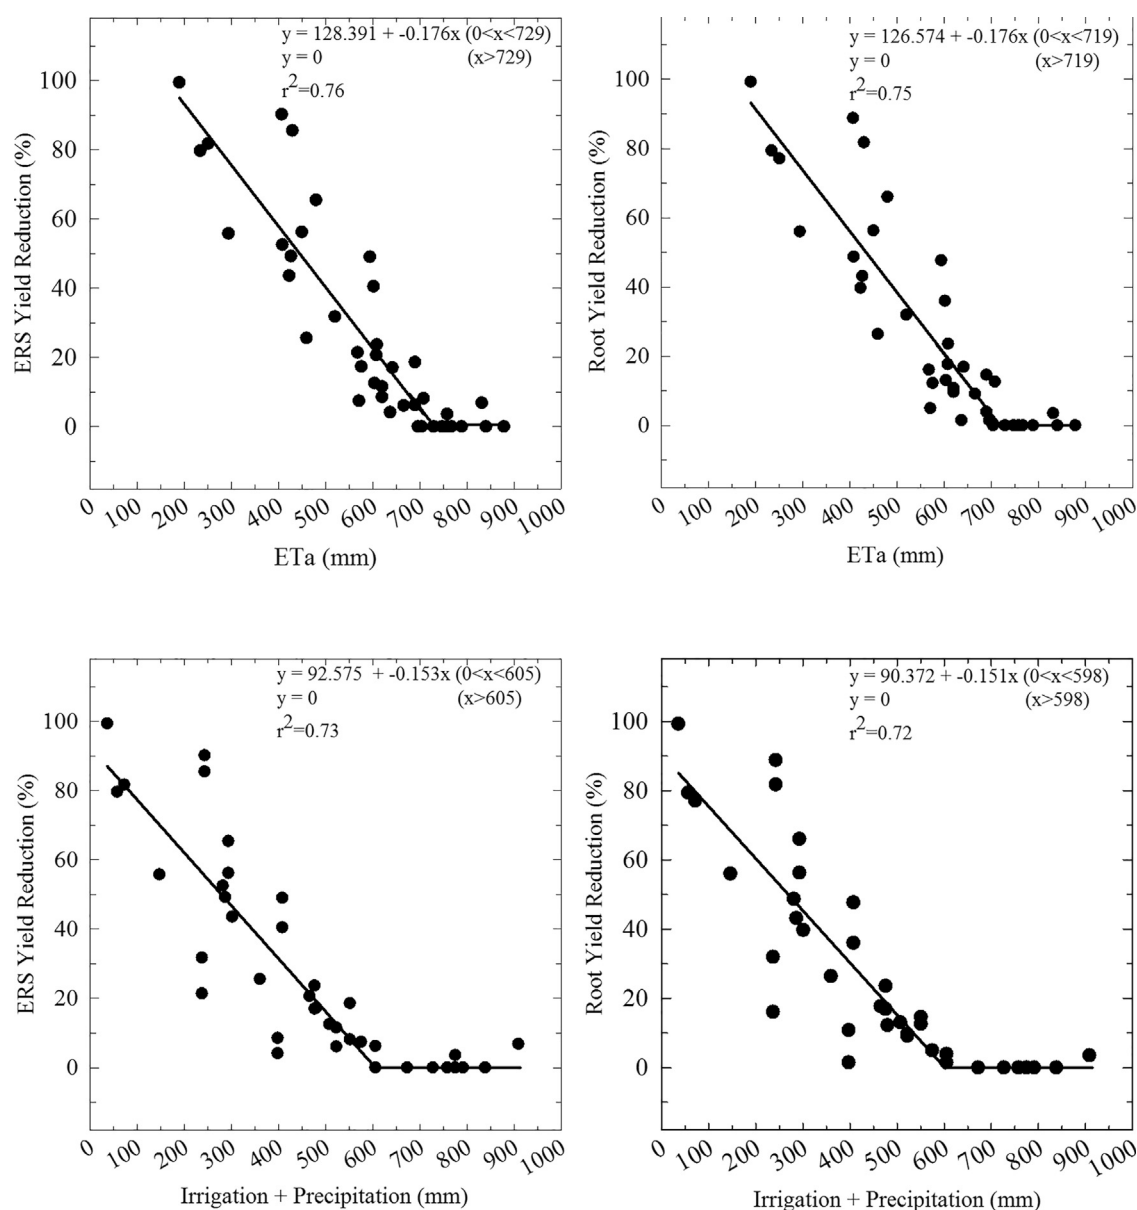 y = 128.391 + -0.176x (0<x<729)
y = 0 (x>729)
r2=0.76
100
80
60
40
20
0
ERS Yield Reduction (%)
0 100 200 300 400 500 600 700 800 900 1000
ETa (mm)
y = 126.574 + -0.176x (0<x<719)
y = 0 (x>719)
r2=0.75
100
80
60
40
20
0
Root Yield Reduction (%)
0 100 200 300 400 500 600 700 800 900 1000
ETa (mm)
y = 92.575 + -0.153x (0<x<605)
y = 0 (x>605)
r2=0.73
100
80
60
40
20
0
ERS Yield Reduction (%)
0 100 200 300 400 500 600 700 800 900 1000
Irrigation + Precipitation (mm)
y = 90.372 + -0.151x (0<x<598)
y = 0 (x>598)
r2=0.72
100
80
60
40
20
0
Root Yield Reduction (%)
0 100 200 300 400 500 600 700 800 900 1000
Irrigation + Precipitation (mm)